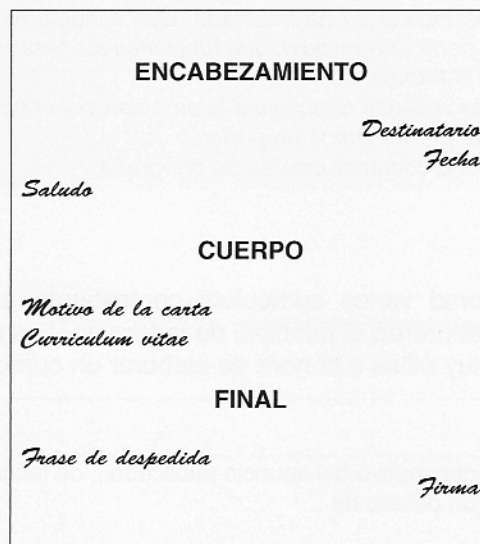 ENCABEZAMIENTO
Destinatario
Fecha
Saludo
CUERPO
Motivo de la carta
Curriculum vitae
FINAL
Frase de despedida
Firma